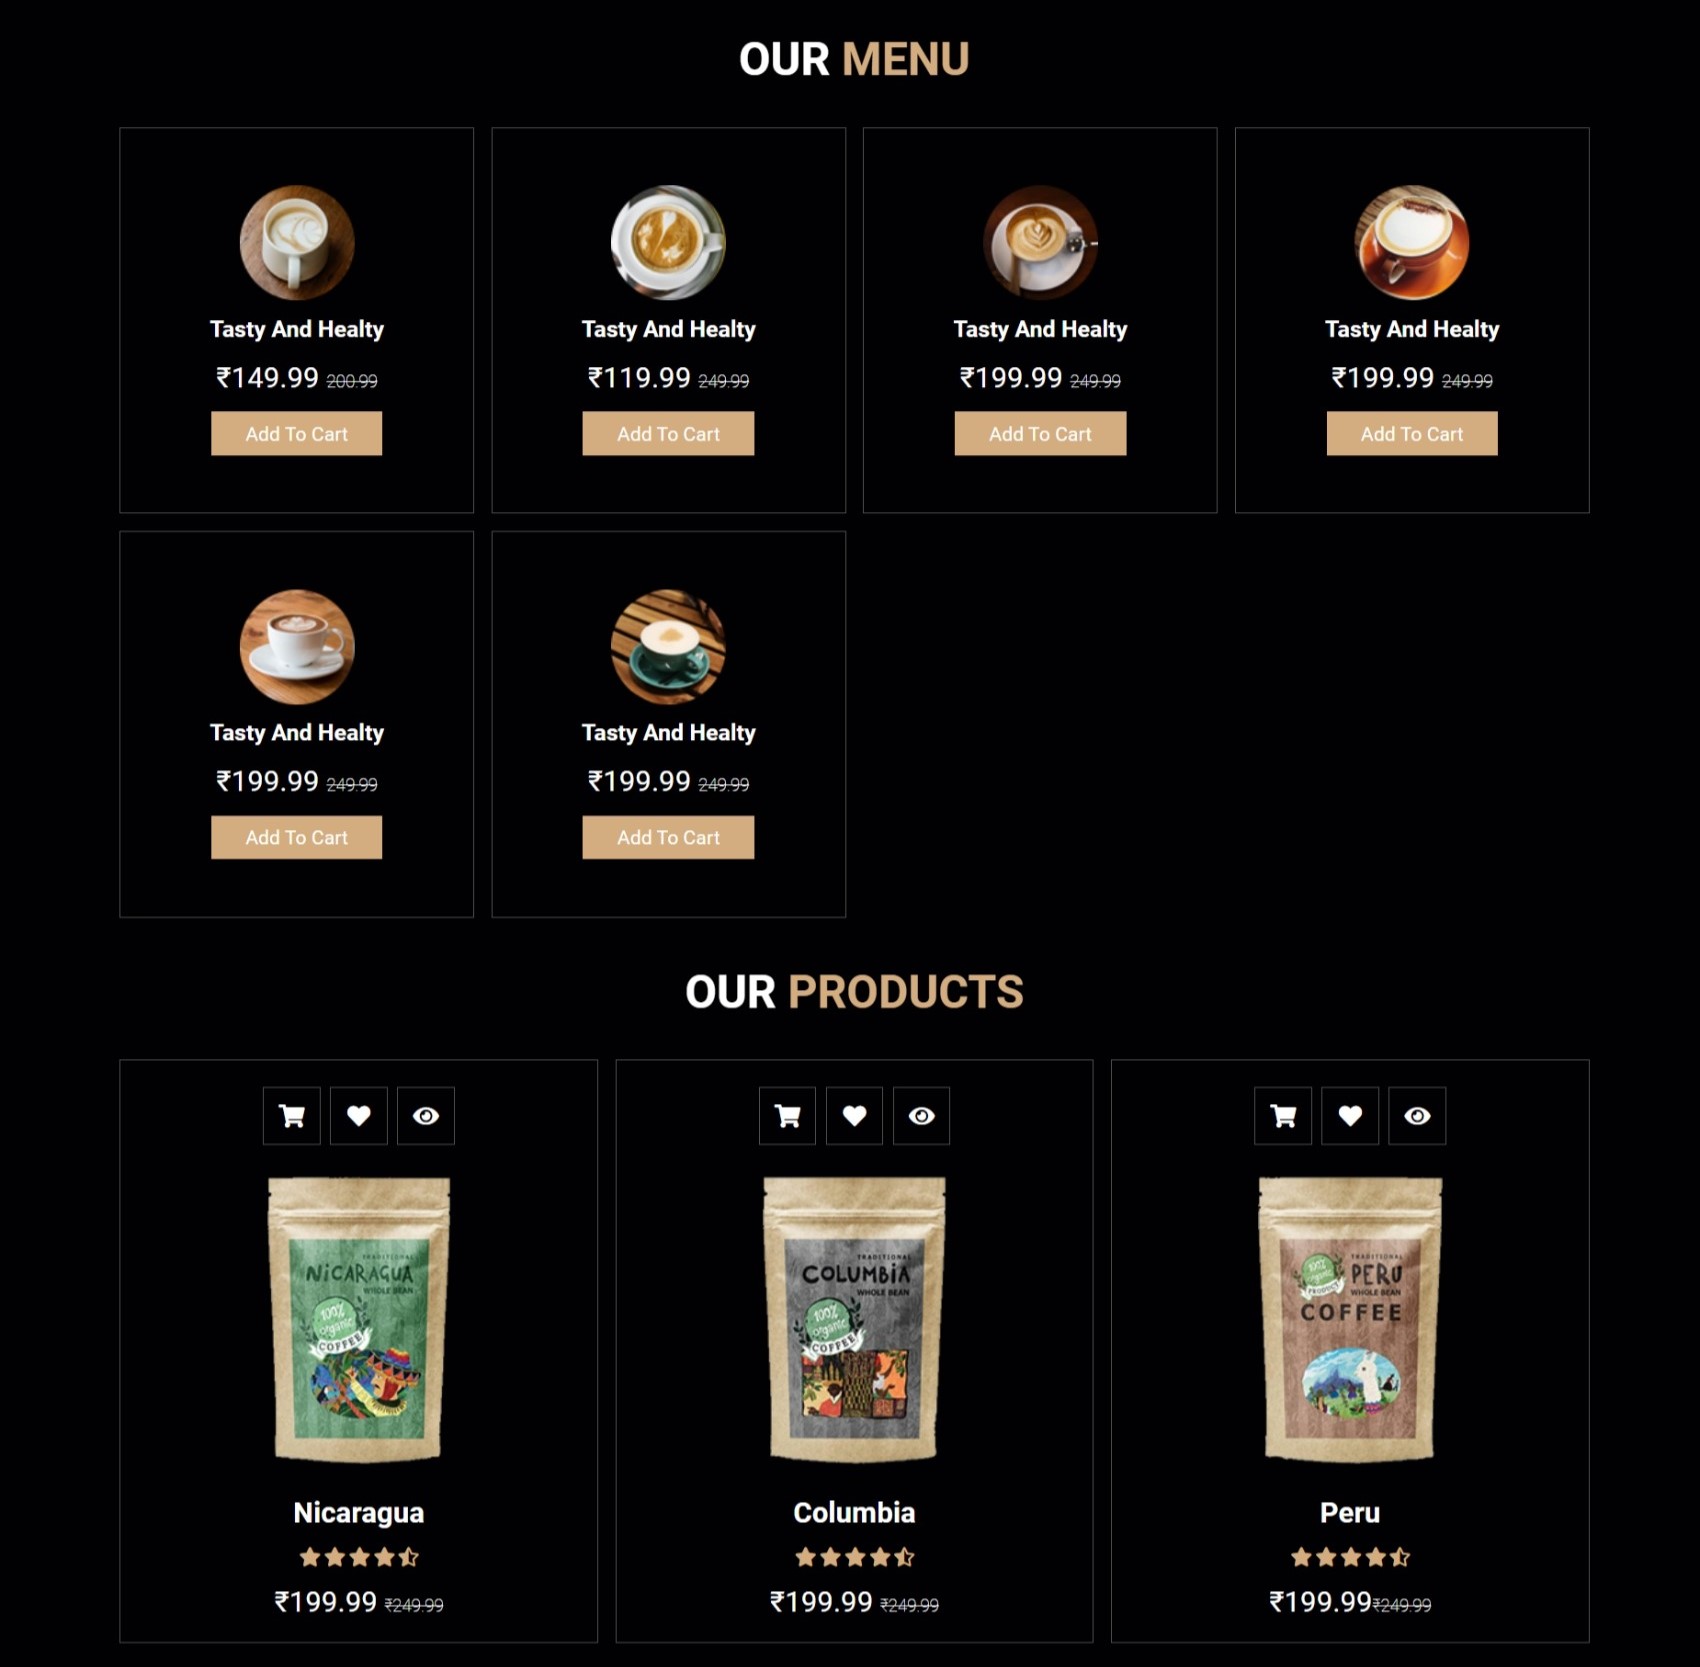 OUR MENU
Tasty And Healty
₹149.99 200.99
Add To Cart
Tasty And Healty
₹119.99 249.99
Add To Cart
Tasty And Healty
₹199.99 249.99
Add To Cart
Tasty And Healty
₹199.99 249.99
Add To Cart
Tasty And Healty
₹199.99 249.99
Add To Cart
Tasty And Healty
₹199.99 249.99
Add To Cart
OUR PRODUCTS
TRADITIONAL
NiCARAGUA
WHOLE BEAN
100%
organic
COFFEE
Nicaragua
₹199.99 ₹249.99
TRADITIONAL
COLUMBiA
WHOLE BEAN
100%
organic
COFFEE
Columbia
₹199.99 ₹249.99
TRADITIONAL
PERU
WHOLE BEAN
100%
organic
PRODUCT
COFFEE
Peru
₹199.99₹249.99